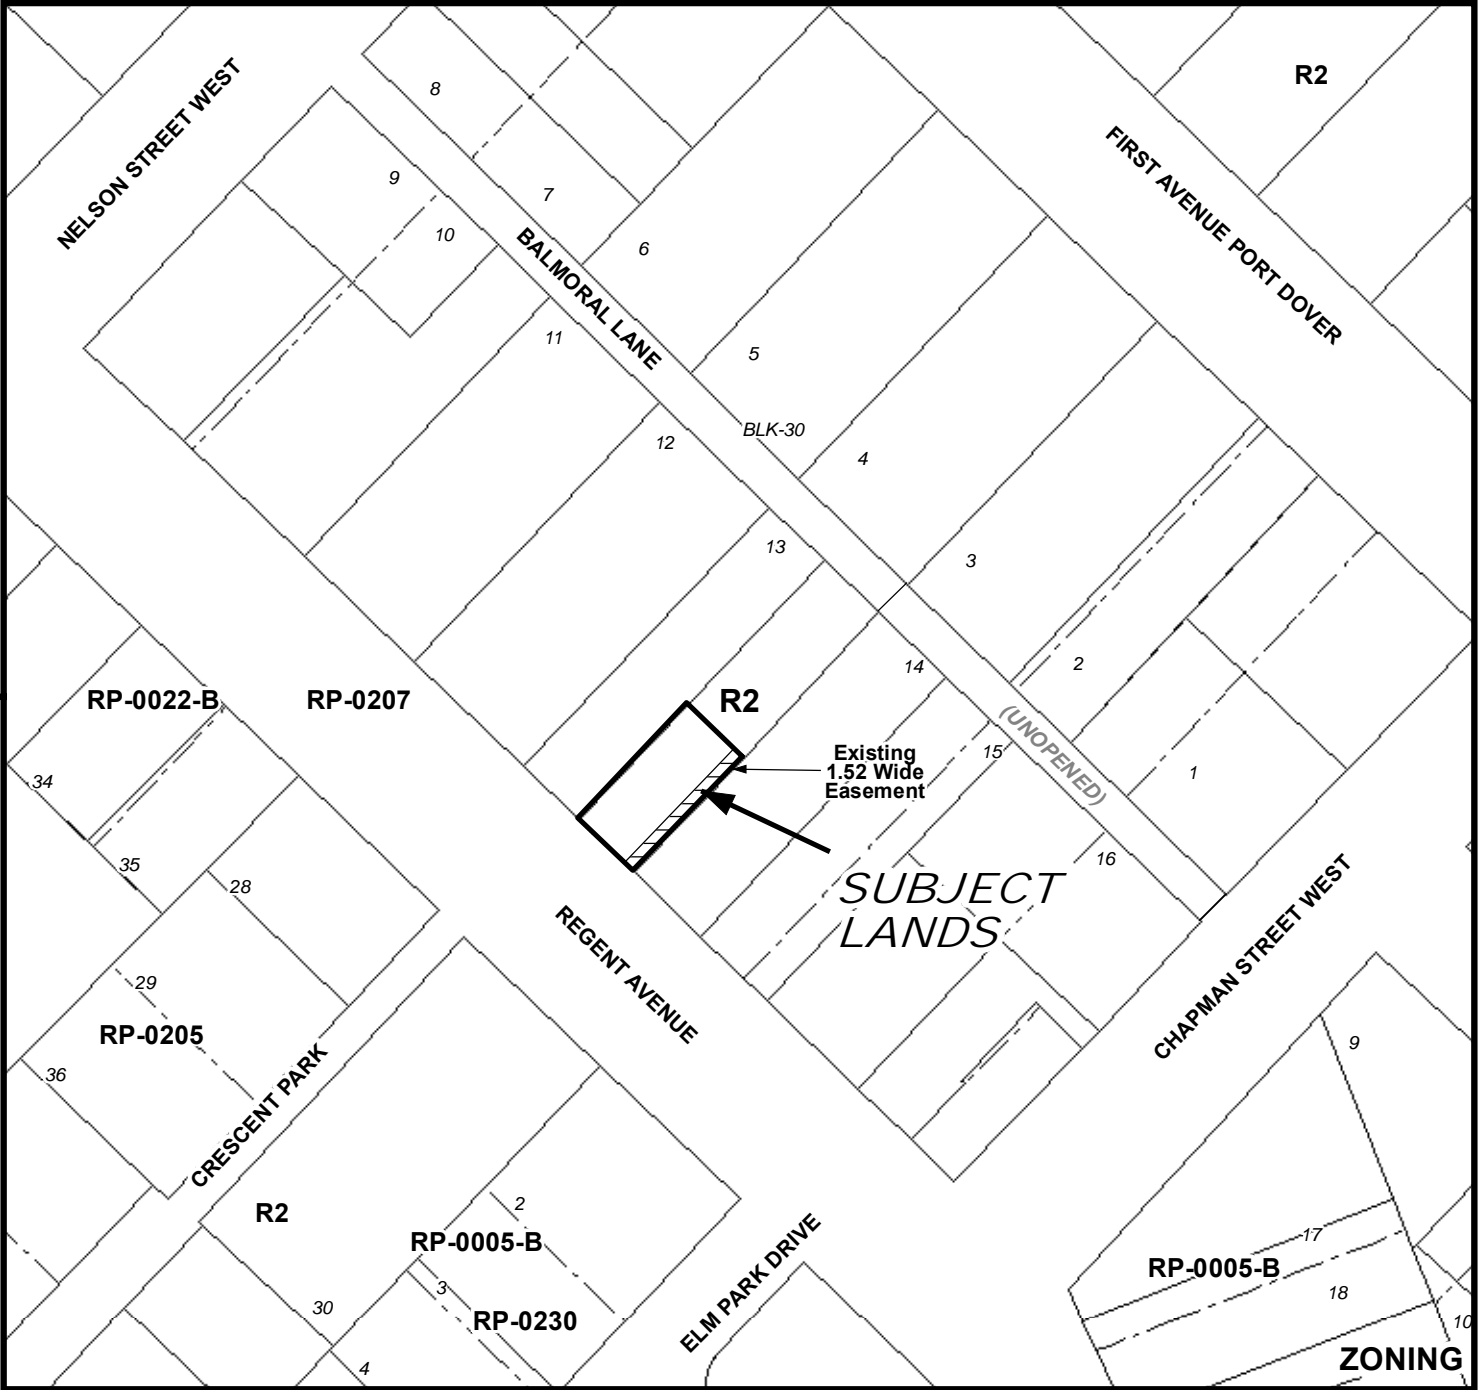 R2
NELSON STREET WEST
8
FIRST AVENUE PORT DOVER
9
7
10
6
BALMORAL LANE
11
5
BLK-30
12
4
13
3
14
2
RP-0022-B
RP-0207
R2
(UNOPENED)
15
Existing
1.52 Wide
Easement
1
34
35
28
16
SUBJECT
LANDS
REGENT AVENUE
CHAPMAN STREET WEST
29
RP-0205
36
9
CRESCENT PARK
R2
2
RP-0005-B
17
RP-0005-B
3
18
30
RP-0230
ELM PARK DRIVE
10
4
ZONING